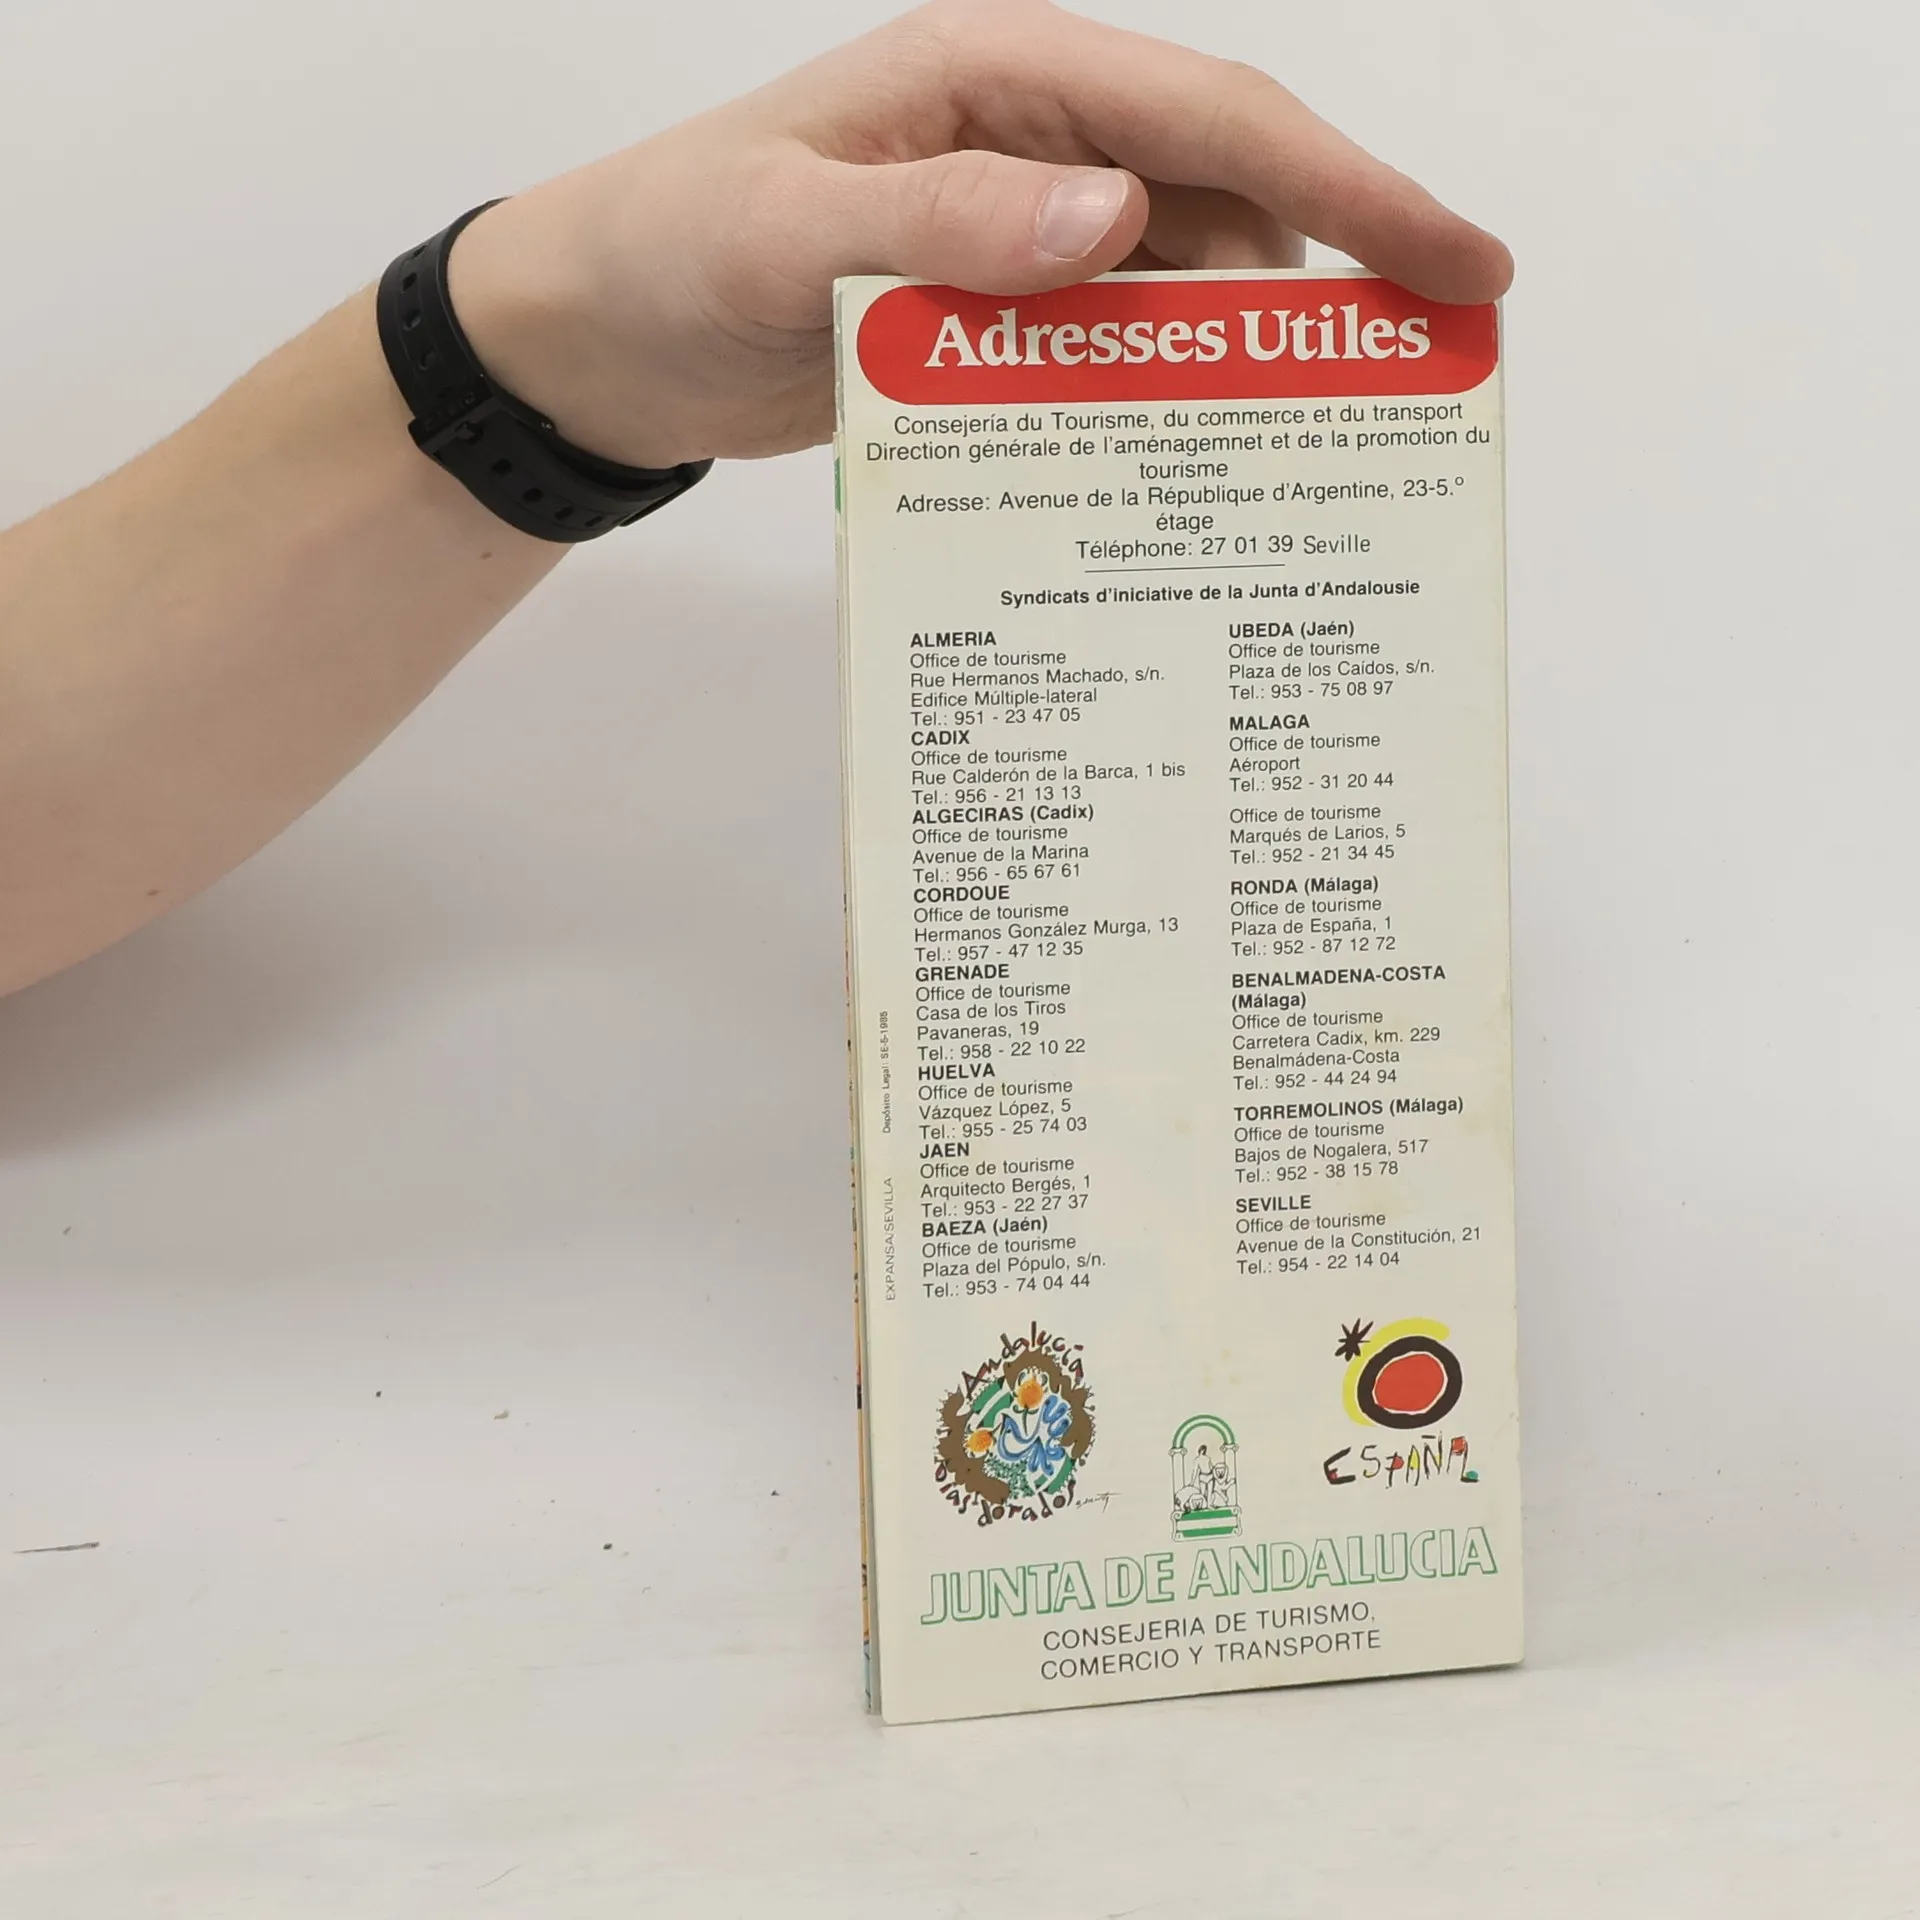 Adresses Utiles
Consejería du Tourisme, du commerce et du transport
Direction générale de l'aménagemnet et de la promotion du
tourisme
Adresse: Avenue de la République d'Argentine, 23-5.º
étage
Téléphone: 27 01 39 Seville
Syndicats d'iniciative de la Junta d'Andalousie
ALMERIA
Office de tourisme
Rue Hermanos Machado, s/n.
Edifice Múltiple-lateral
Tel.: 951 - 23 47 05
CADIX
Office de tourisme
Rue Calderón de la Barca, 1 bis
Tel.: 956 - 21 13 13
ALGECIRAS (Cadix)
Office de tourisme
Avenue de la Marina
Tel.: 956 - 65 67 61
CORDOUE
Office de tourisme
Hermanos González Murga, 13
Tel.: 957 - 47 12 35
GRENADE
Office de tourisme
Casa de los Tiros
Pavaneras, 19
Tel.: 958 - 22 10 22
HUELVA
Office de tourisme
Vázquez López, 5
Tel.: 955 - 25 74 03
JAEN
Office de tourisme
Arquitecto Bergés, 1
Tel.: 953 - 22 27 37
BAEZA (Jaén)
Office de tourisme
Plaza del Pópulo, s/n.
Tel.: 953 - 74 04 44
UBEDA (Jaén)
Office de tourisme
Plaza de los Caídos, s/n.
Tel.: 953 - 75 08 97
MALAGA
Office de tourisme
Aéroport
Tel.: 952 - 31 20 44
Office de tourisme
Marqués de Larios, 5
Tel.: 952 - 21 34 45
RONDA (Málaga)
Office de tourisme
Plaza de España, 1
Tel.: 952 - 87 12 72
BENALMADENA-COSTA
(Málaga)
Office de tourisme
Carretera Cadix, km. 229
Benalmádena-Costa
Tel.: 952 - 44 24 94
TORREMOLINOS (Málaga)
Office de tourisme
Bajos de Nogalera, 517
Tel.: 952 - 38 15 78
SEVILLE
Office de tourisme
Avenue de la Constitución, 21
Tel.: 954 - 22 14 04
EXPANSA/SEVILLA Depósito Legal: SE-5-1985
Andalucía
días dorados
ESPAÑA
JUNTA DE ANDALUCIA
CONSEJERIA DE TURISMO,
COMERCIO Y TRANSPORTE